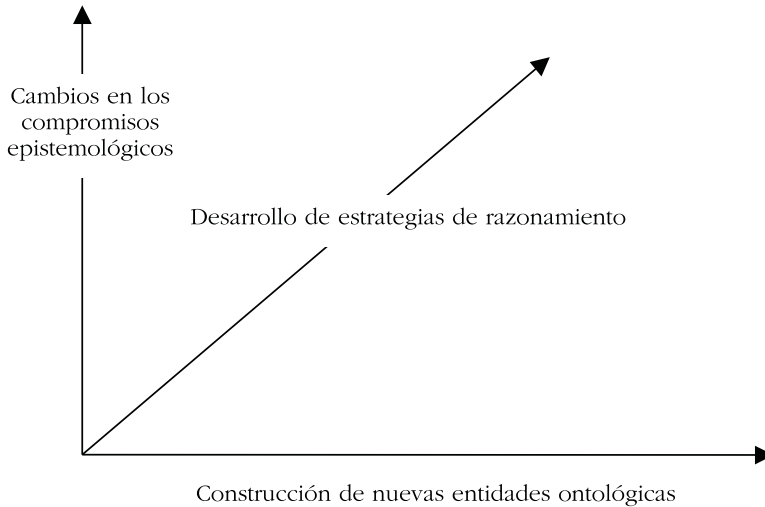 Cambios en los
compromisos
epistemológicos
Desarrollo de estrategias de razonamiento
Construcción de nuevas entidades ontológicas